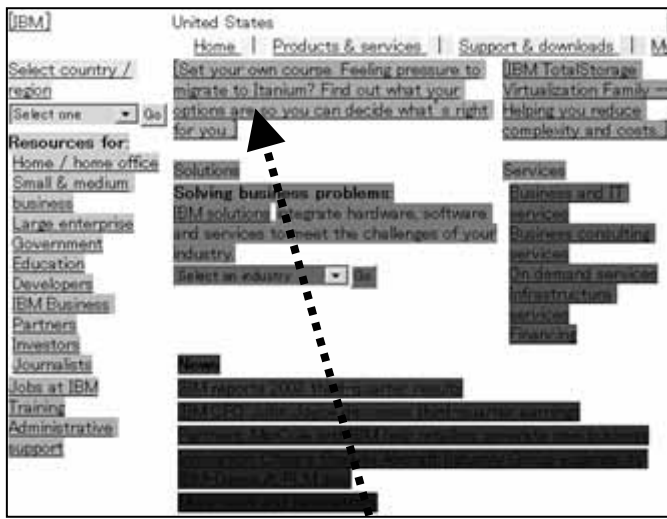 [IBM]
United States
Home | Products & services | Support & downloads | M
Select country /
region
Select one Go
Resources for:
Home / home office
Small & medium
business
Large enterprise
Government
Education
Developers
IBM Business
Partners
Investors
Journalists
Jobs at IBM
Training
Administrative
support
[Set your own course. Feeling pressure to
migrate to Itanium? Find out what your
options are so you can decide what's right
for you.]
[IBM TotalStorage
Virtualization Family —
Helping you reduce
complexity and costs.
Solutions
Solving business problems:
IBM solutions integrate hardware, software
and services to meet the challenges of your
industry.
Select an industry Go
Services
Business and IT
services
Business consulting
services
On demand services
Infrastructure
services
Financing
News
IBM reports 2002 third-quarter results